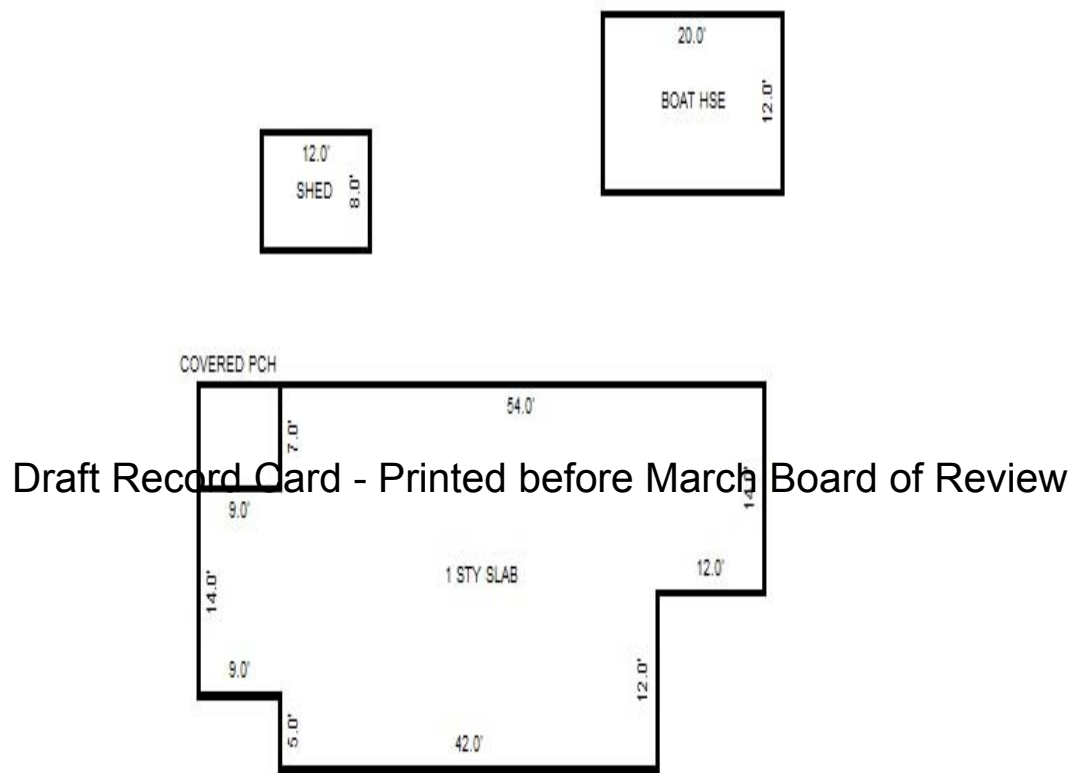 20.0'
BOAT HSE
12.0'
12.0'
SHED
8.0'
COVERED PCH
54.0'
7.0'
Draft Record Card - Printed before March Board of Review
14.0'
9.0'
12.0'
1 STY SLAB
14.0'
9.0'
12.0'
5.0'
42.0'